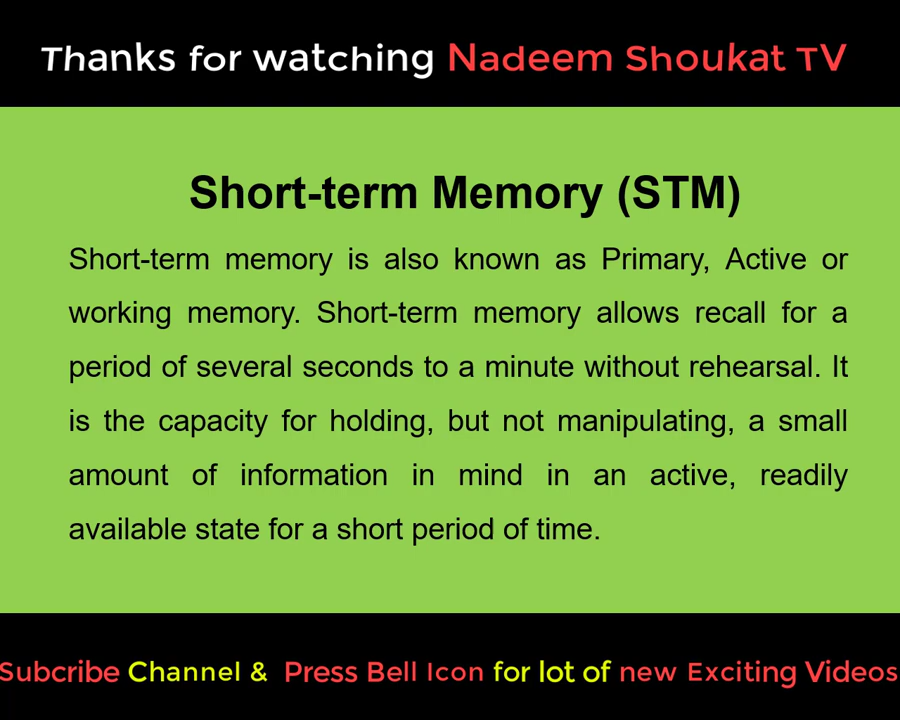 Thanks for watching Nadeem Shoukat TV
Short-term Memory (STM)
Short-term memory is also known as Primary, Active or
working memory. Short-term memory allows recall for a
period of several seconds to a minute without rehearsal. It
is the capacity for holding, but not manipulating, a small
amount of information in mind in an active, readily
available state for a short period of time.
Subcribe Channel & Press Bell Icon for lot of new Exciting Videos